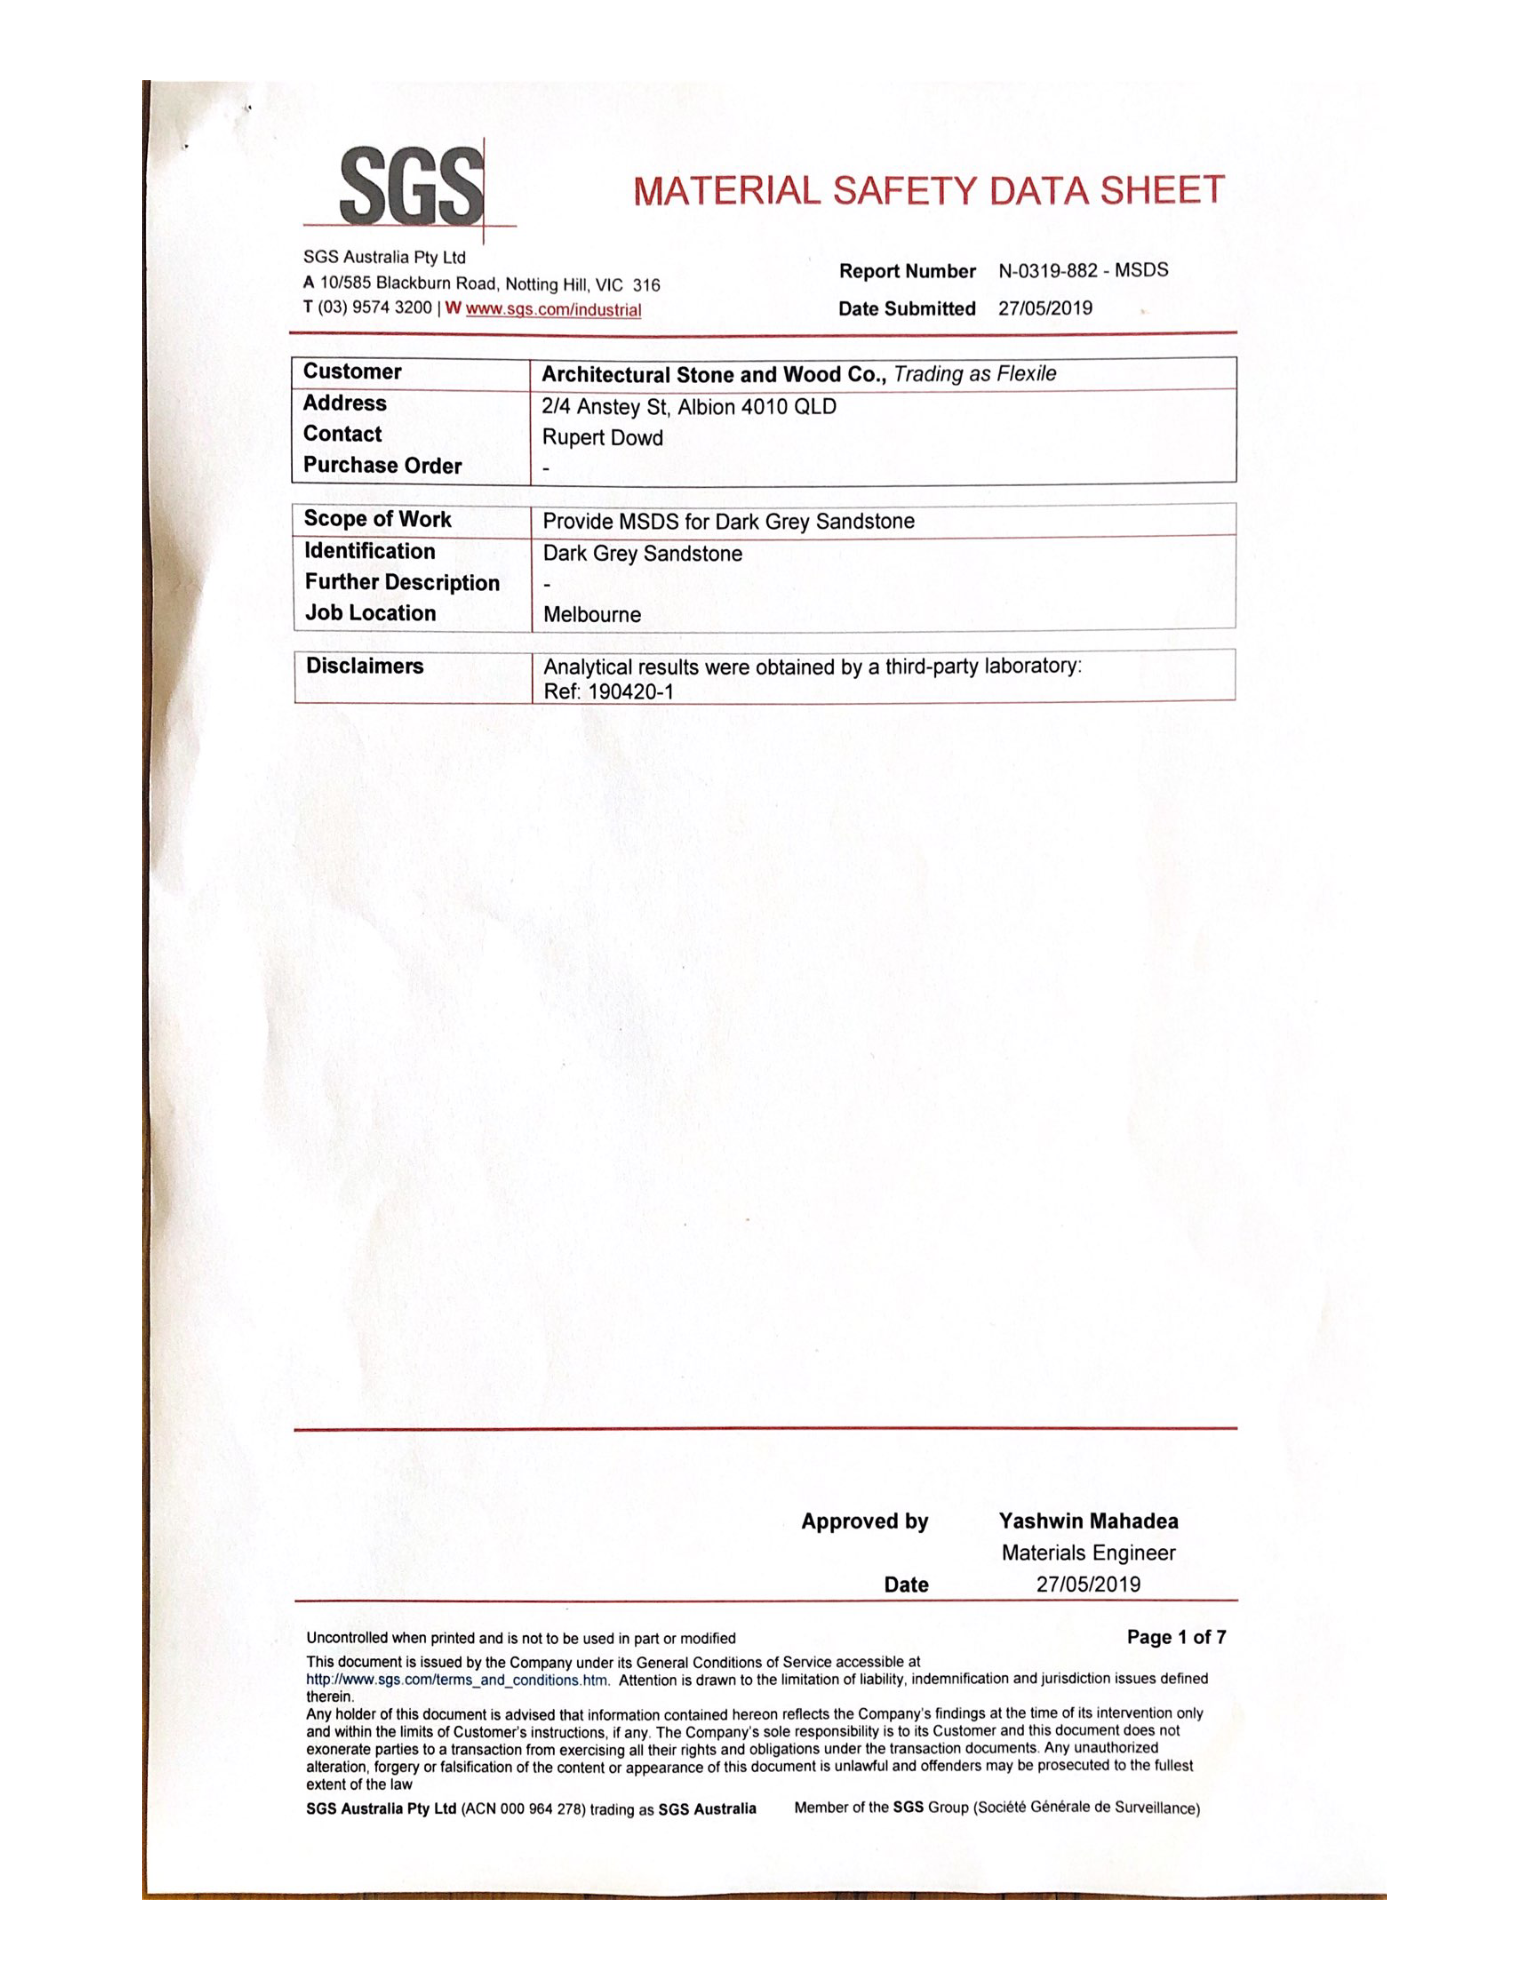 SGS
MATERIAL SAFETY DATA SHEET
SGS Australia Pty Ltd
A 10/585 Blackburn Road, Notting Hill, VIC 316
T (03) 9574 3200 | W www.sgs.com/industrial
Report Number N-0319-882 - MSDS
Date Submitted 27/05/2019
Customer Architectural Stone and Wood Co., Trading as Flexile
Address 2/4 Anstey St, Albion 4010 QLD
Contact Rupert Dowd
Purchase Order -
Scope of Work Provide MSDS for Dark Grey Sandstone
Identification Dark Grey Sandstone
Further Description -
Job Location Melbourne
Disclaimers Analytical results were obtained by a third-party laboratory:
Ref: 190420-1
Approved by Yashwin Mahadea
Materials Engineer
Date 27/05/2019
Uncontrolled when printed and is not to be used in part or modified Page 1 of 7
This document is issued by the Company under its General Conditions of Service accessible at
http://www.sgs.com/terms_and_conditions.htm. Attention is drawn to the limitation of liability, indemnification and jurisdiction issues defined
therein.
Any holder of this document is advised that information contained hereon reflects the Company's findings at the time of its intervention only
and within the limits of Customer's instructions, if any. The Company's sole responsibility is to its Customer and this document does not
exonerate parties to a transaction from exercising all their rights and obligations under the transaction documents. Any unauthorized
alteration, forgery or falsification of the content or appearance of this document is unlawful and offenders may be prosecuted to the fullest
extent of the law
SGS Australia Pty Ltd (ACN 000 964 278) trading as SGS Australia Member of the SGS Group (Société Générale de Surveillance)